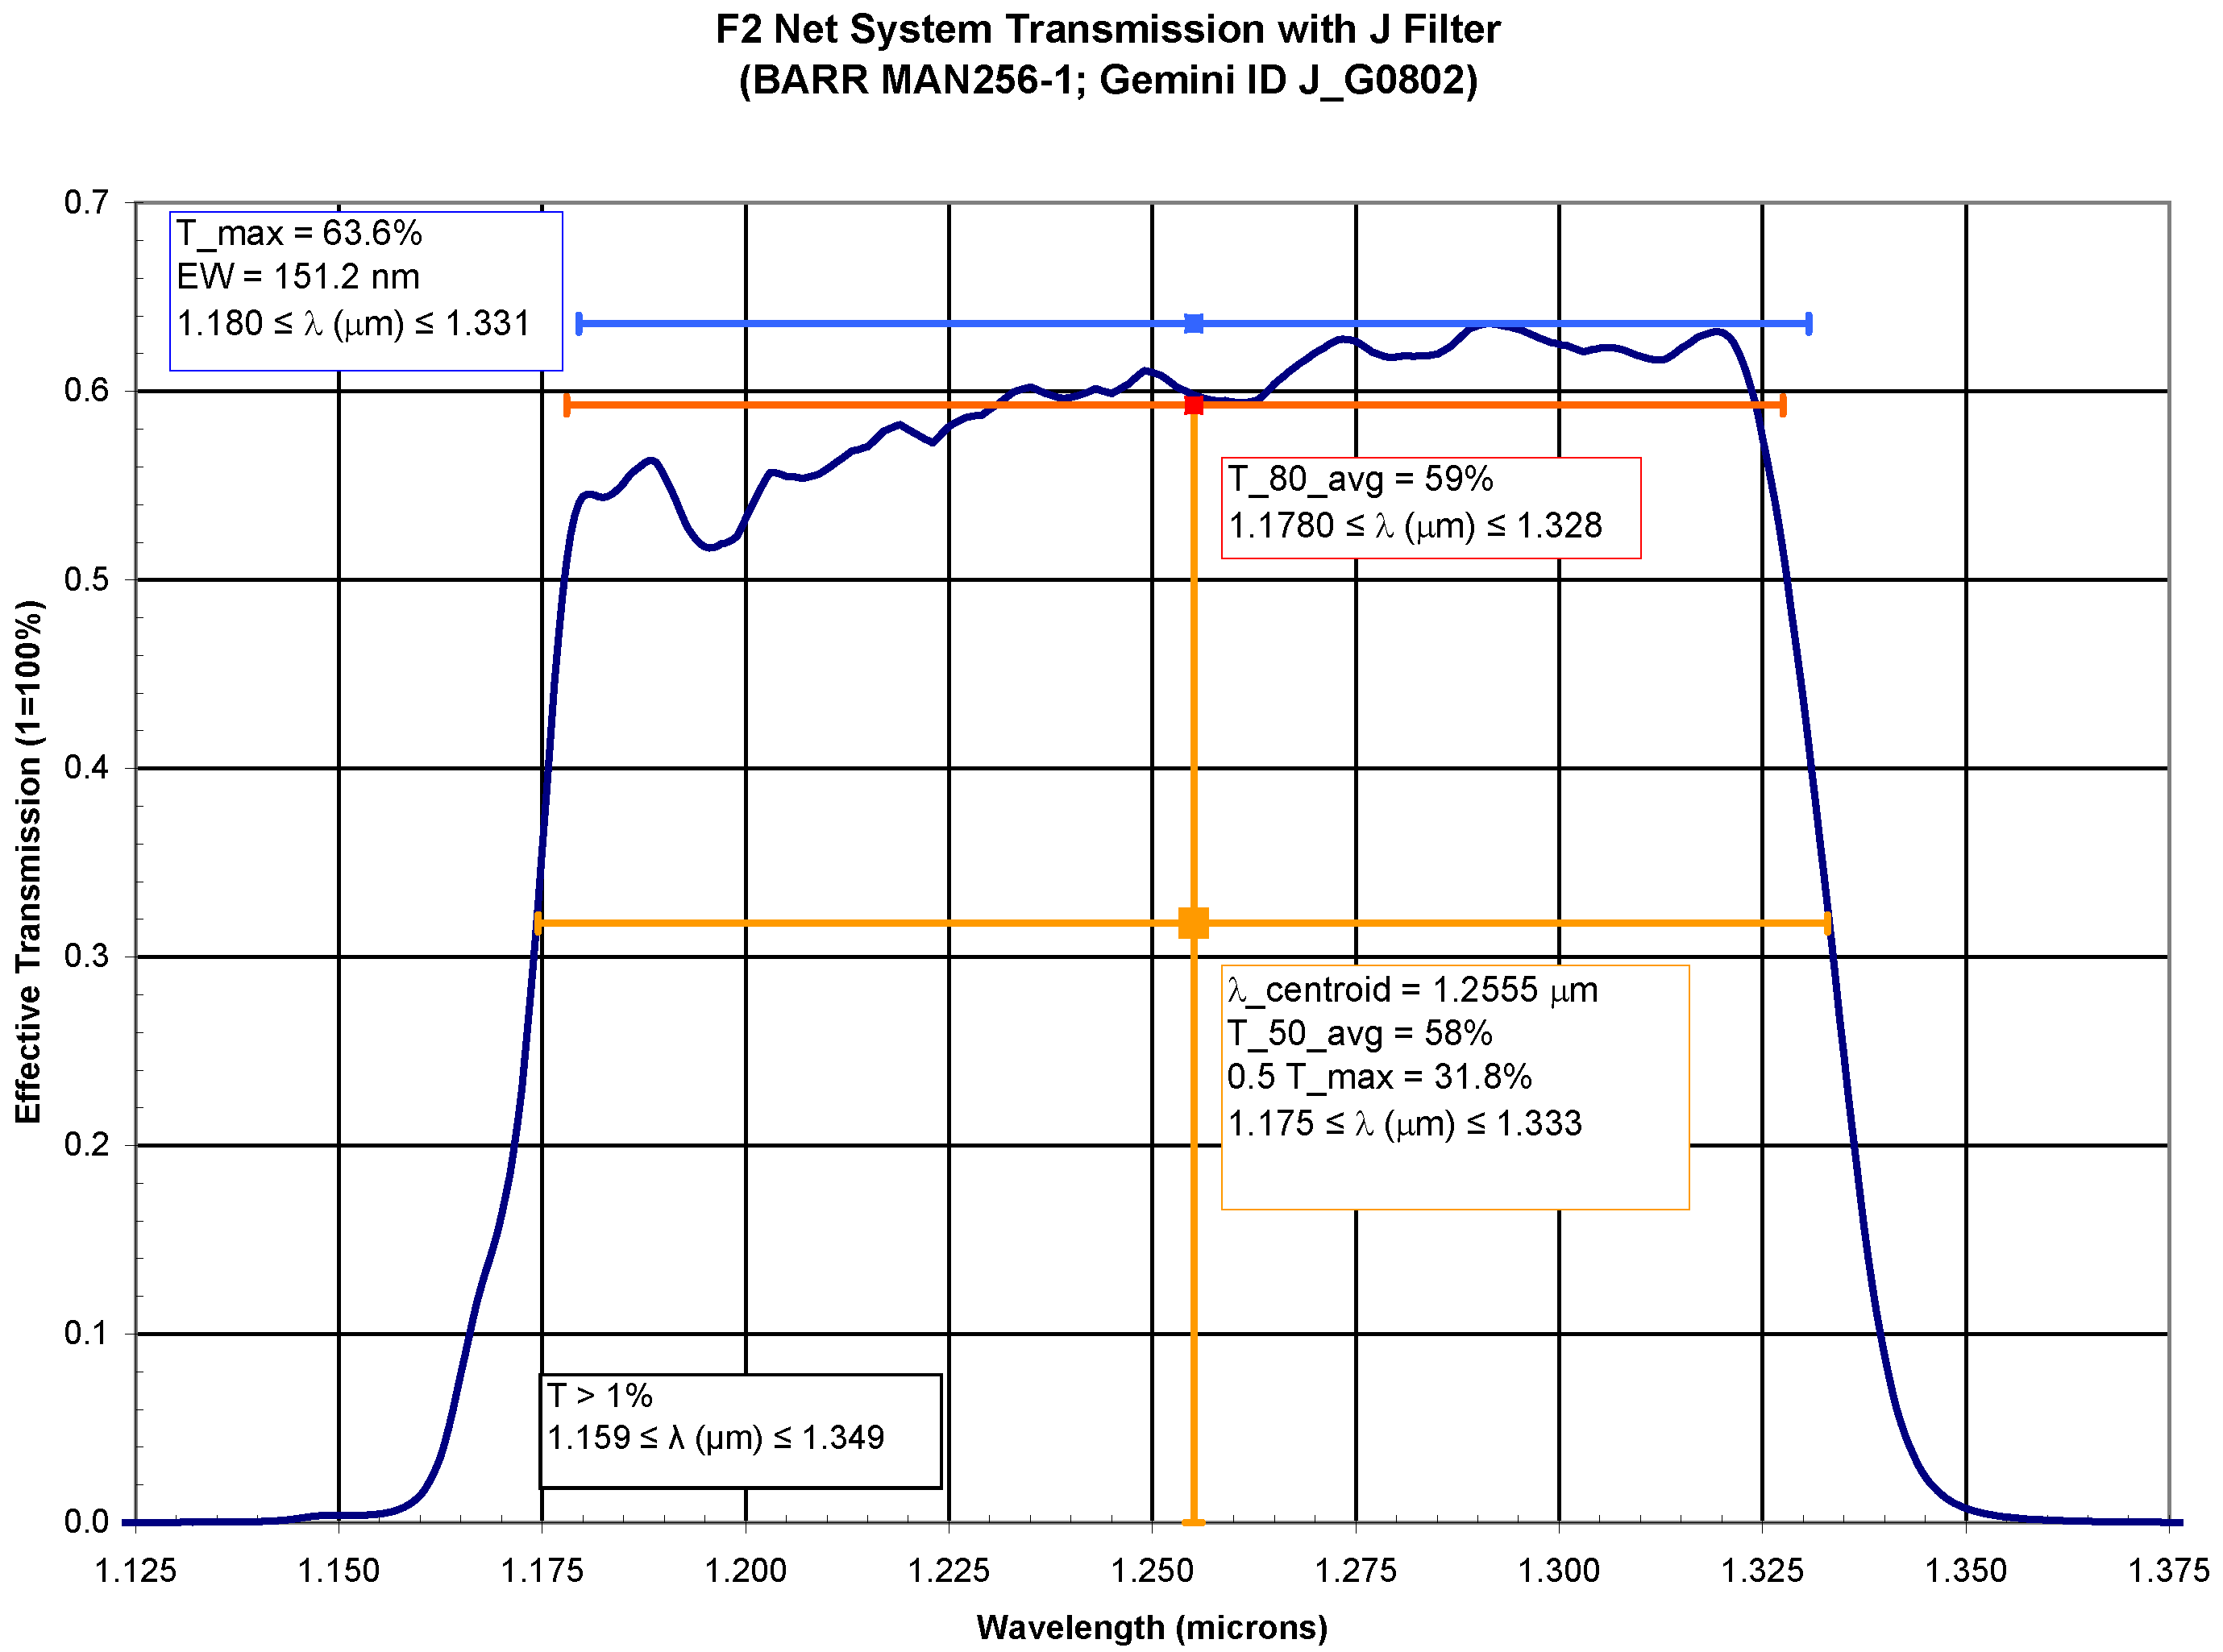 F2 Net System Transmission with J Filter
(BARR MAN256-1; Gemini ID J_G0802)
T_max = 63.6%
EW = 151.2 nm
1.180 ≤ λ (μm) ≤ 1.331
T_80_avg = 59%
1.1780 ≤ λ (μm) ≤ 1.328
λ_centroid = 1.2555 μm
T_50_avg = 58%
0.5 T_max = 31.8%
1.175 ≤ λ (μm) ≤ 1.333
T > 1%
1.159 ≤ λ (μm) ≤ 1.349
Effective Transmission (1=100%)
0.7
0.6
0.5
0.4
0.3
0.2
0.1
0.0
1.125 1.150 1.175 1.200 1.225 1.250 1.275 1.300 1.325 1.350 1.375
Wavelength (microns)